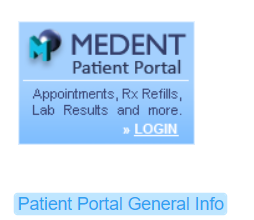 MEDENT
Patient Portal
Appointments, Rx Refills,
Lab Results and more.
» LOGIN
Patient Portal General Info